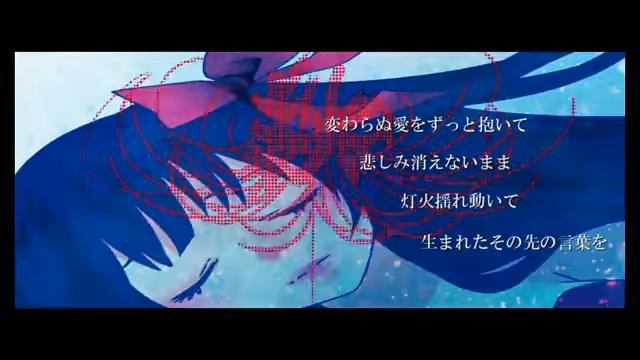 変わらぬ愛をずっと抱いて
悲しみ消えないまま
灯火揺れ動いて
生まれたその先の言葉を